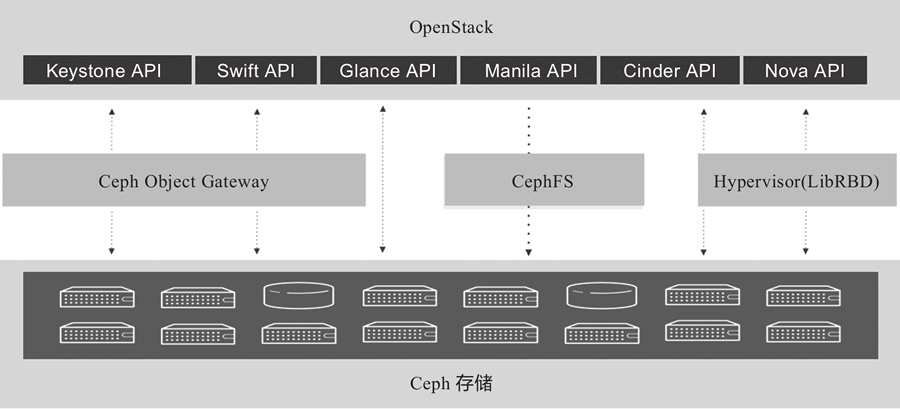 OpenStack
Keystone API Swift API Glance API Manila API Cinder API Nova API
Ceph Object Gateway CephFS Hypervisor(LibRBD)
Ceph 存储